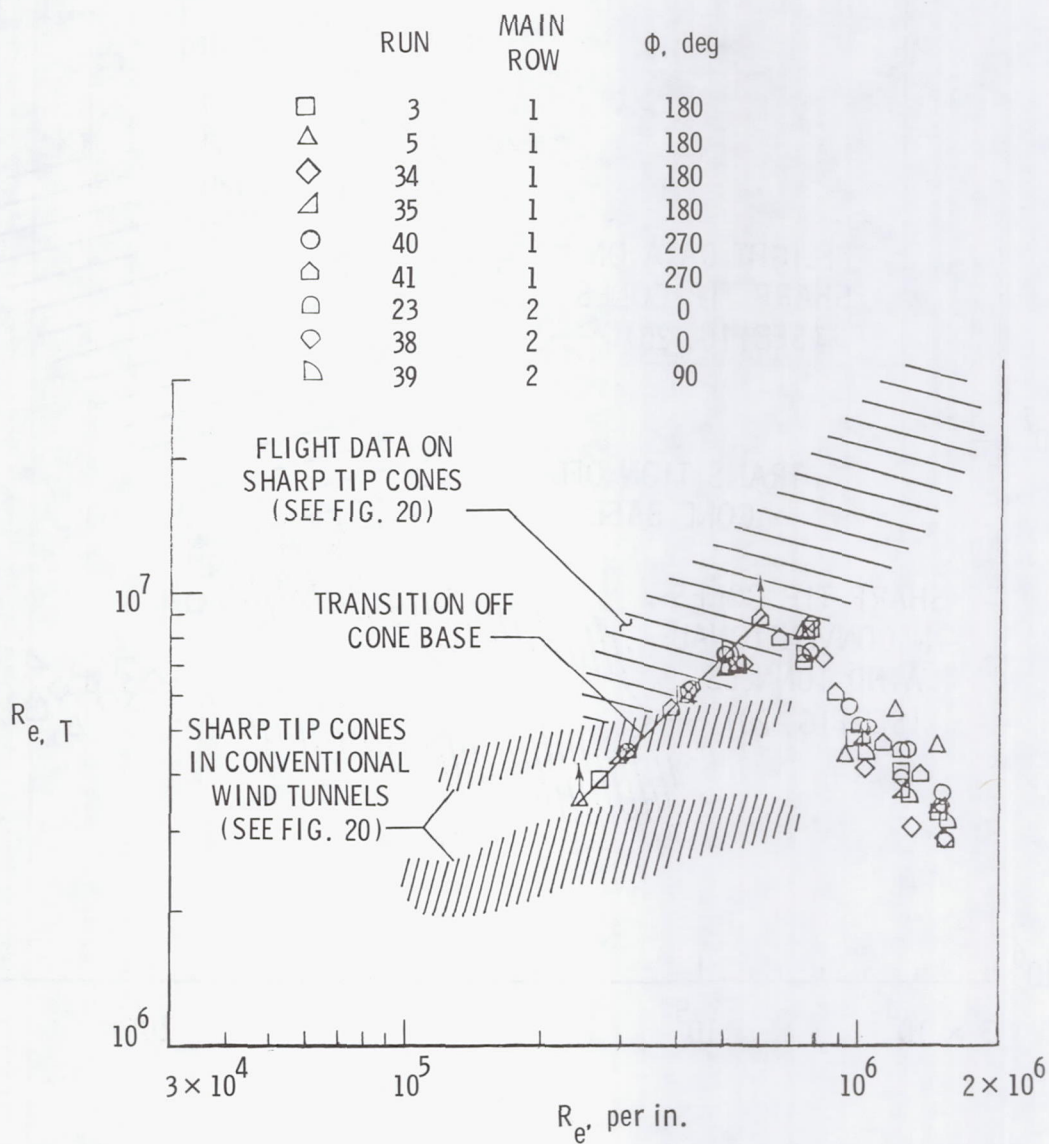 RUN MAIN ROW Φ, deg
3 1 180
5 1 180
34 1 180
35 1 180
40 1 270
41 1 270
23 2 0
38 2 0
39 2 90
FLIGHT DATA ON
SHARP TIP CONES
(SEE FIG. 20)
TRANSITION OFF
CONE BASE
SHARP TIP CONES
IN CONVENTIONAL
WIND TUNNELS
(SEE FIG. 20)
10^7
R_e, T
10^6
3 × 10^4 10^5 10^6 2 × 10^6
R_e, per in.